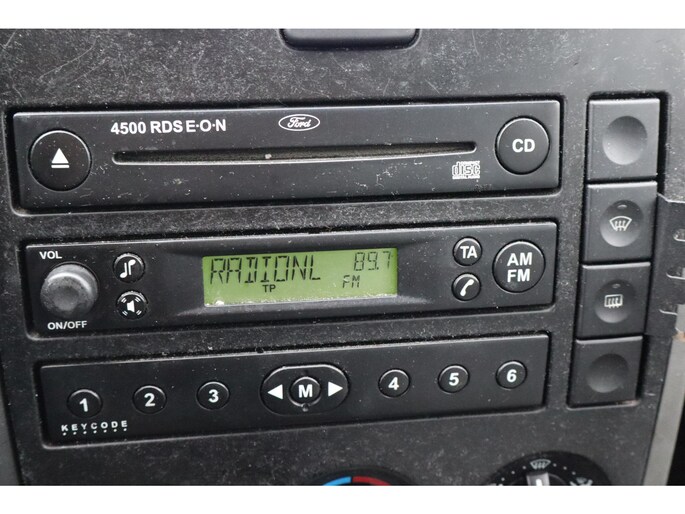 4500 RDS E·O·N
Ford
CD
disc
VOL
RADIONL 89.7
TP FM
TA
AM
FM
ON/OFF
1 2 3 M 4 5 6
KEYCODE